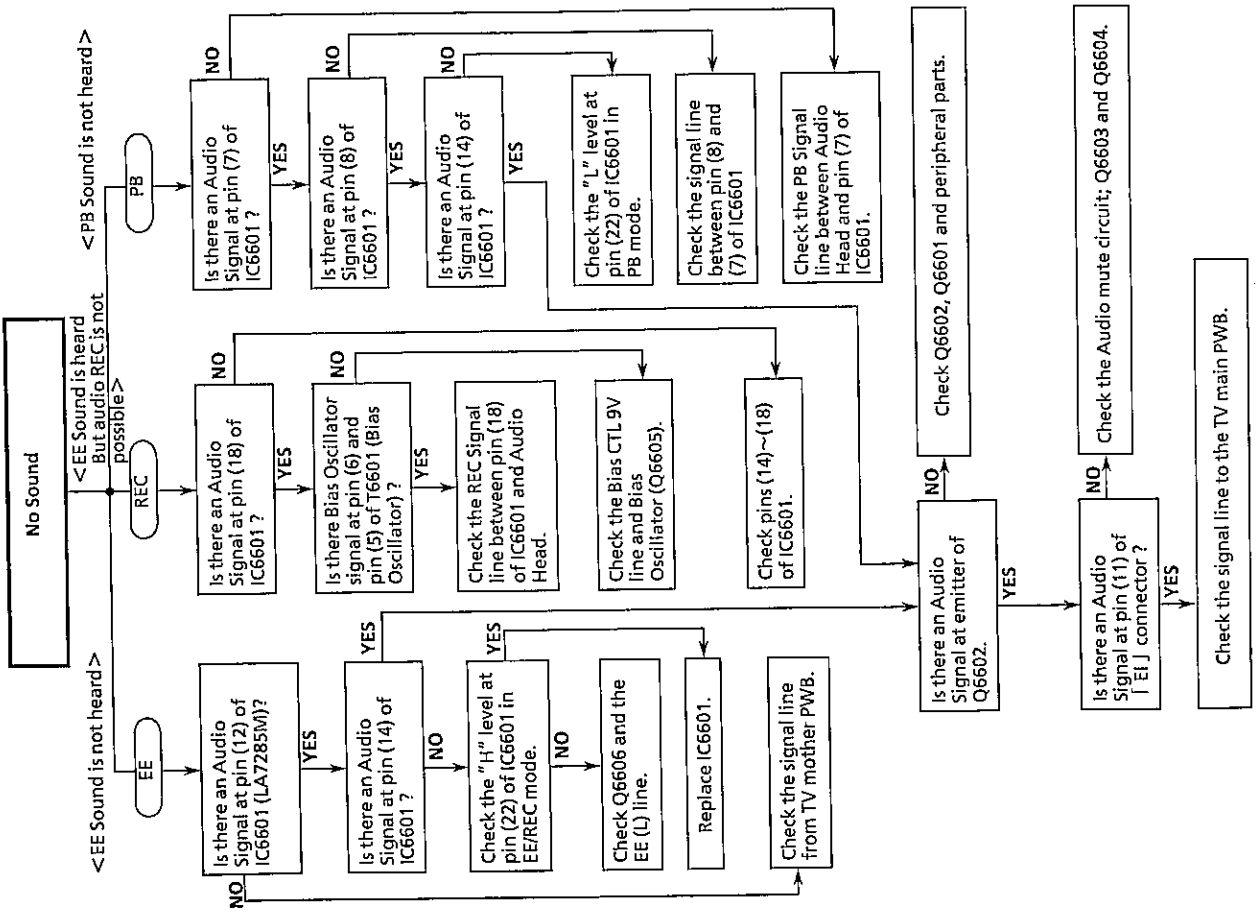 No Sound
<EE Sound is not heard>
<EE Sound is heard
But audio REC is not
possible>
<PB Sound is not heard>
EE
Is there an Audio
Signal at pin (12) of
IC6601 (LA7285M)?
NO
YES
Is there an Audio
Signal at pin (14) of
IC6601 ?
YES
NO
Check the "H" level at
pin (22) of IC6601 in
EE/REC mode.
YES
NO
Check Q6606 and the
EE (L) line.
Replace IC6601.
Check the signal line
from TV mother PWB.
REC
Is there an Audio
Signal at pin (18) of
IC6601 ?
NO
YES
Is there Bias Oscillator
signal at pin (6) and
pin (5) of T6601 (Bias
Oscillator) ?
NO
YES
Check the REC Signal
line between pin (18)
of IC6601 and Audio
Head.
Check the Bias CTL 9V
line and Bias
Oscillator (Q6605).
Check pins (14)~(18)
of IC6601.
PB
Is there an Audio
Signal at pin (7) of
IC6601 ?
NO
YES
Is there an Audio
Signal at pin (8) of
IC6601 ?
NO
YES
Is there an Audio
Signal at pin (14) of
IC6601 ?
NO
YES
Check the "L" level at
pin (22) of IC6601 in
PB mode.
Check the signal line
between pin (8) and
(7) of IC6601
Check the PB Signal
line between Audio
Head and pin (7) of
IC6601.
Is there an Audio
Signal at emitter of
Q6602.
NO
Check Q6602, Q6601 and peripheral parts.
YES
Is there an Audio
Signal at pin (11) of
「EI」 connector ?
NO
Check the Audio mute circuit; Q6603 and Q6604.
YES
Check the signal line to the TV main PWB.